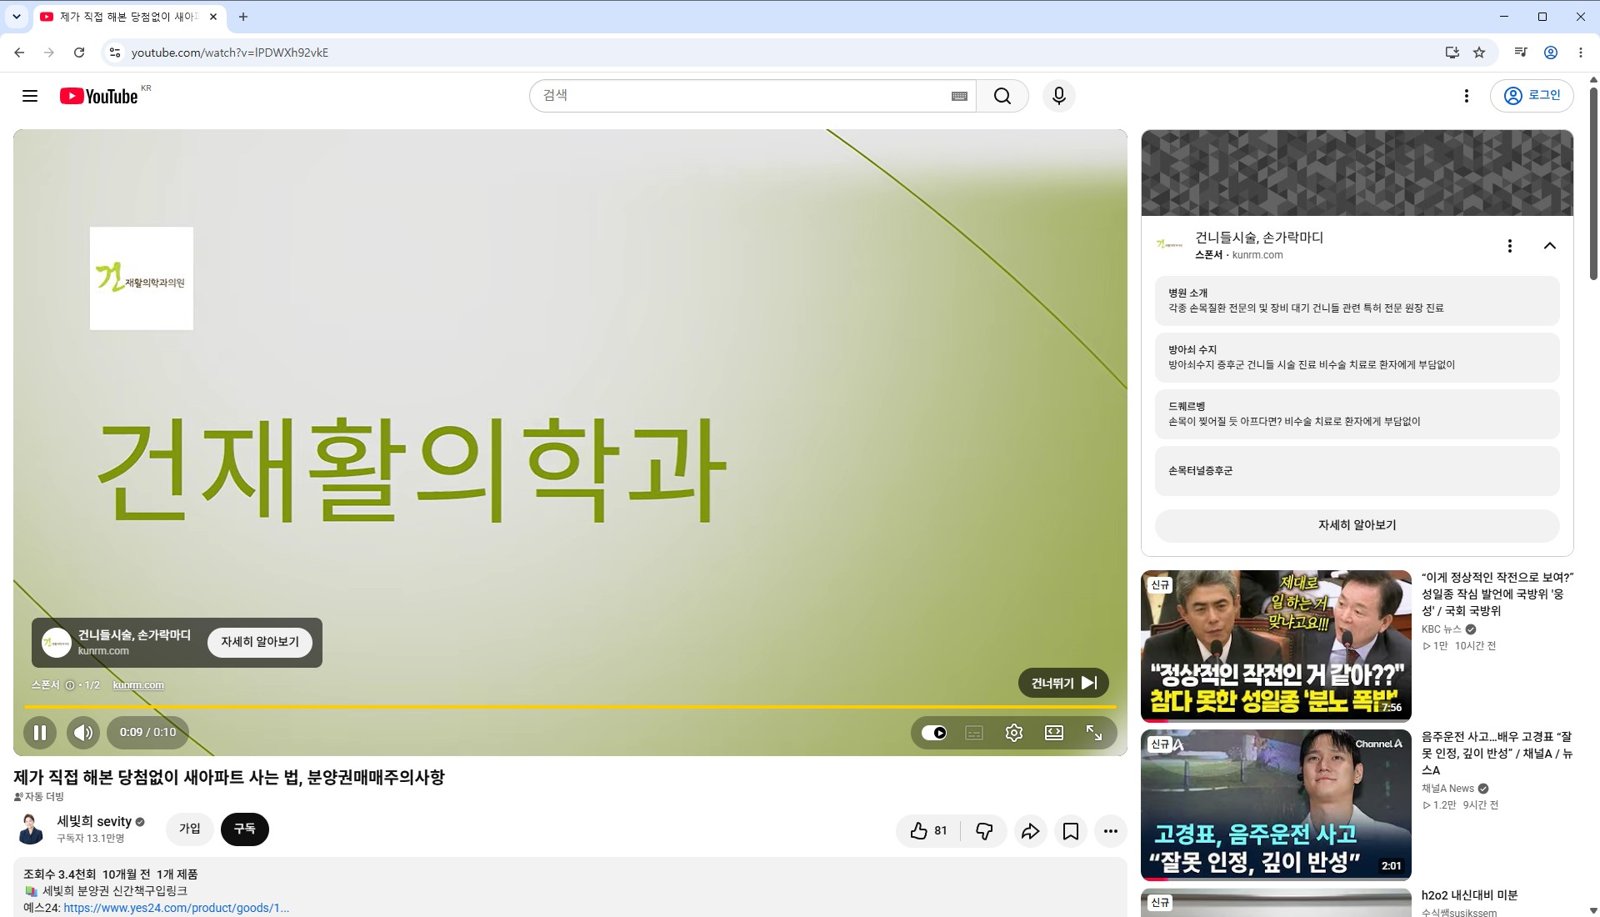 제가 직접 해본 당첨없이 새아파
youtube.com/watch?v=lPDWXh92vkE
YouTube KR
검색
로그인
건재활의학과의원
건재활의학과
건니들시술, 손가락마디
kunrm.com
자세히 알아보기
스폰서 · 1/2 kunrm.com
건너뛰기
0:09 / 0:10
제가 직접 해본 당첨없이 새아파트 사는 법, 분양권매매주의사항
자동 더빙
세빛희 sevity
구독자 13.1만명
가입
구독
81
조회수 3.4천회 10개월 전 1개 제품
세빛희 분양권 신간책구입링크
예스24: https://www.yes24.com/product/goods/1...
건니들시술, 손가락마디
스폰서 · kunrm.com
병원 소개
각종 손목질환 전문의 및 장비 대기 건니들 관련 특허 전문 원장 진료
방아쇠 수지
방아쇠수지 증후군 건니들 시술 진료 비수술 치료로 환자에게 부담없이
드퀘르벵
손목이 찢어질 듯 아프다면? 비수술 치료로 환자에게 부담없이
손목터널증후군
자세히 알아보기
신규
제대로
일 하는 거
맞냐고요!!!
“정상적인 작전인 거 같아??”
참다 못한 성일종 ‘분노 폭발’
7:56
“이게 정상적인 작전으로 보여?”
성일종 작심 발언에 국방위 '웅
성' / 국회 국방위
KBC 뉴스
1만 10시간 전
신규
Channel A
고경표, 음주운전 사고
“잘못 인정, 깊이 반성”
2:01
음주운전 사고…배우 고경표 “잘
못 인정, 깊이 반성” / 채널A / 뉴
스A
채널A News
1.2만 9시간 전
신규
h2o2 내신대비 미분
수식쌤susikssem